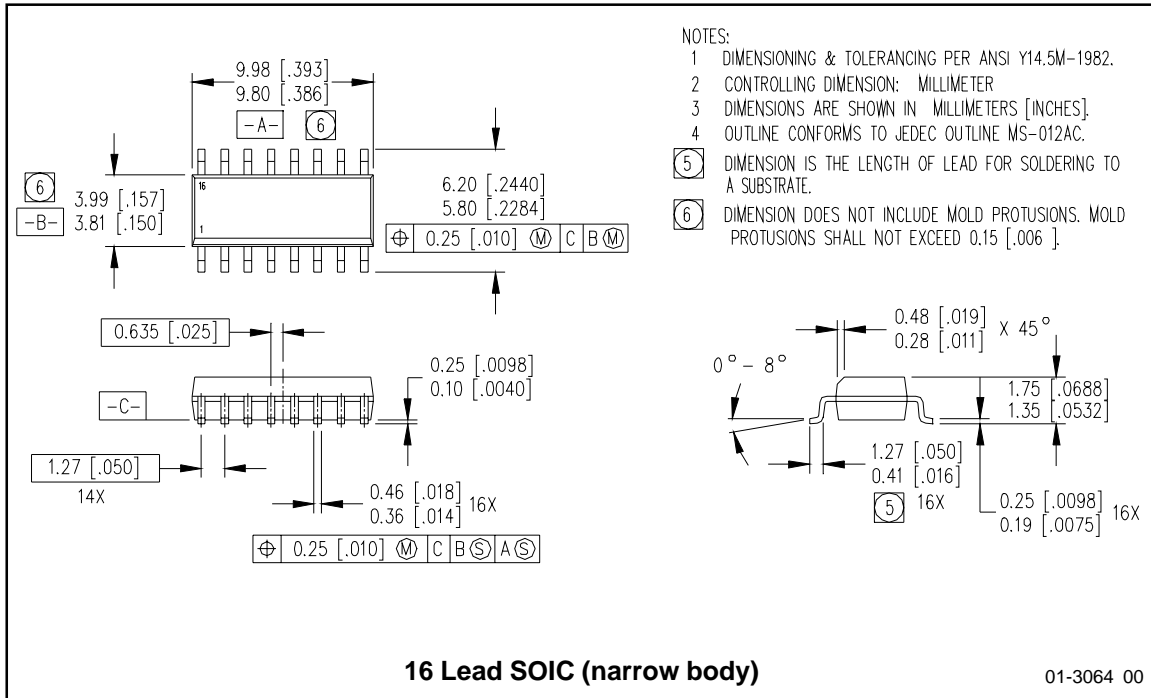 9.98 [.393]
9.80 [.386]
-A- 6
6
3.99 [.157]
-B- 3.81 [.150]
16
1
6.20 [.2440]
5.80 [.2284]
⌖ 0.25 [.010] Ⓜ C B Ⓜ
NOTES:
1 DIMENSIONING & TOLERANCING PER ANSI Y14.5M-1982.
2 CONTROLLING DIMENSION: MILLIMETER
3 DIMENSIONS ARE SHOWN IN MILLIMETERS [INCHES].
4 OUTLINE CONFORMS TO JEDEC OUTLINE MS-012AC.
5 DIMENSION IS THE LENGTH OF LEAD FOR SOLDERING TO
A SUBSTRATE.
6 DIMENSION DOES NOT INCLUDE MOLD PROTUSIONS. MOLD
PROTUSIONS SHALL NOT EXCEED 0.15 [.006 ].
0.635 [.025]
0.25 [.0098]
0.10 [.0040]
-C-
1.27 [.050]
14X
0.46 [.018]
0.36 [.014] 16X
⌖ 0.25 [.010] Ⓜ C B Ⓢ A Ⓢ
0.48 [.019]
0.28 [.011] X 45°
0° - 8°
1.75 [.0688]
1.35 [.0532]
1.27 [.050]
0.41 [.016]
5 16X
0.25 [.0098]
0.19 [.0075] 16X
16 Lead SOIC (narrow body)
01-3064 00